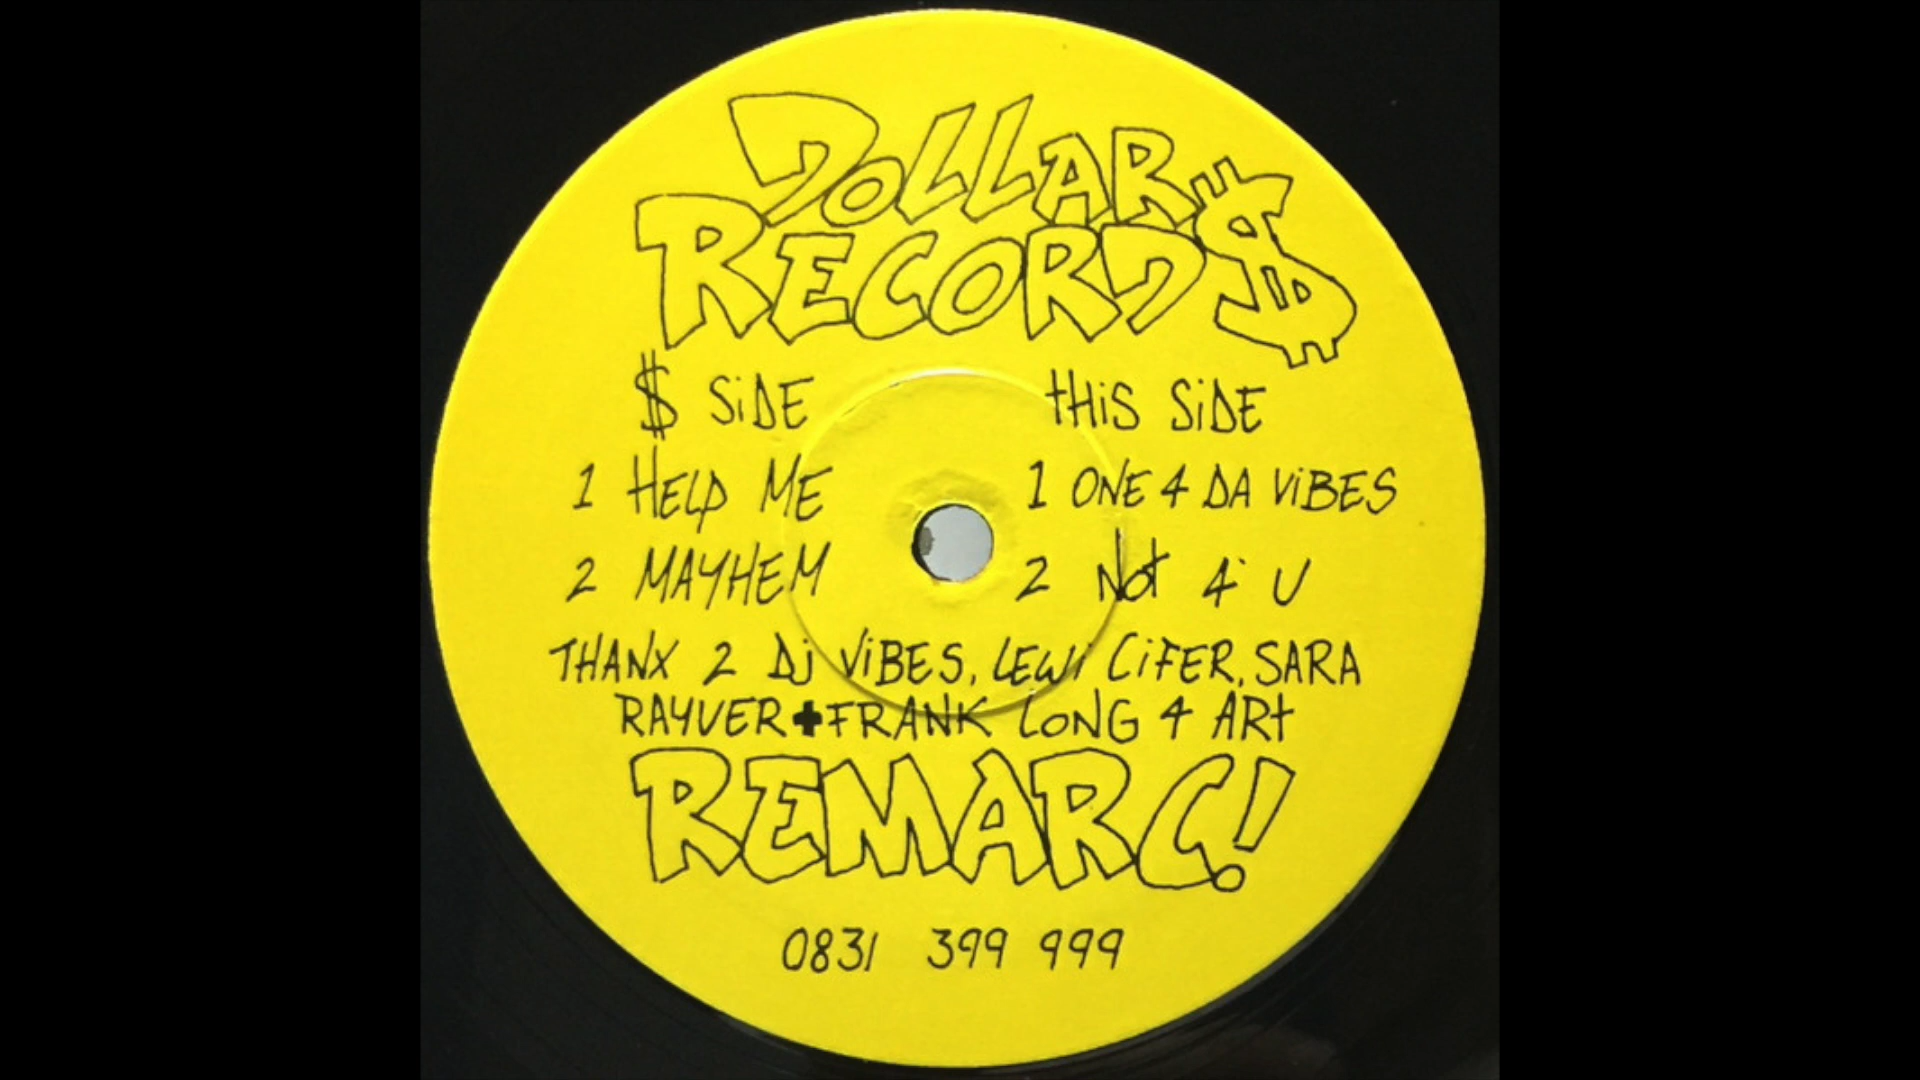 DOLLAR
RECORD$
$ SiDE
tHiS SiDE
1 HELP ME
1 ONE 4 DA ViBES
2 MAYHEM
2 Not 4 U
THANX 2 Dj ViBES, LEWi CiFER, SARA
RAYVER + FRANK LONG 4 ARt
REMARC!
0831 399 999